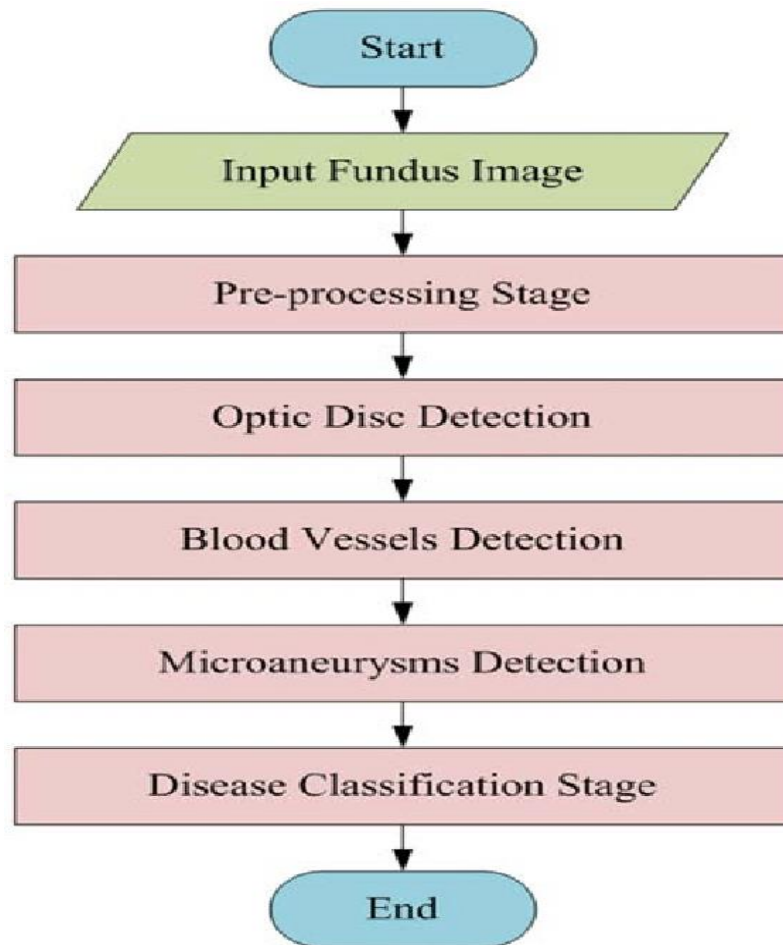 Start
Input Fundus Image
Pre-processing Stage
Optic Disc Detection
Blood Vessels Detection
Microaneurysms Detection
Disease Classification Stage
End